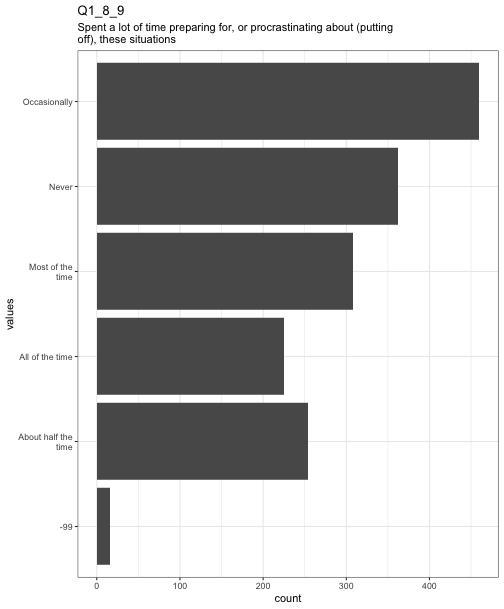 Q1_8_9
Spent a lot of time preparing for, or procrastinating about (putting
off), these situations
Occasionally
Never
Most of the
time
All of the time
About half the
time
-99
values
0 100 200 300 400
count